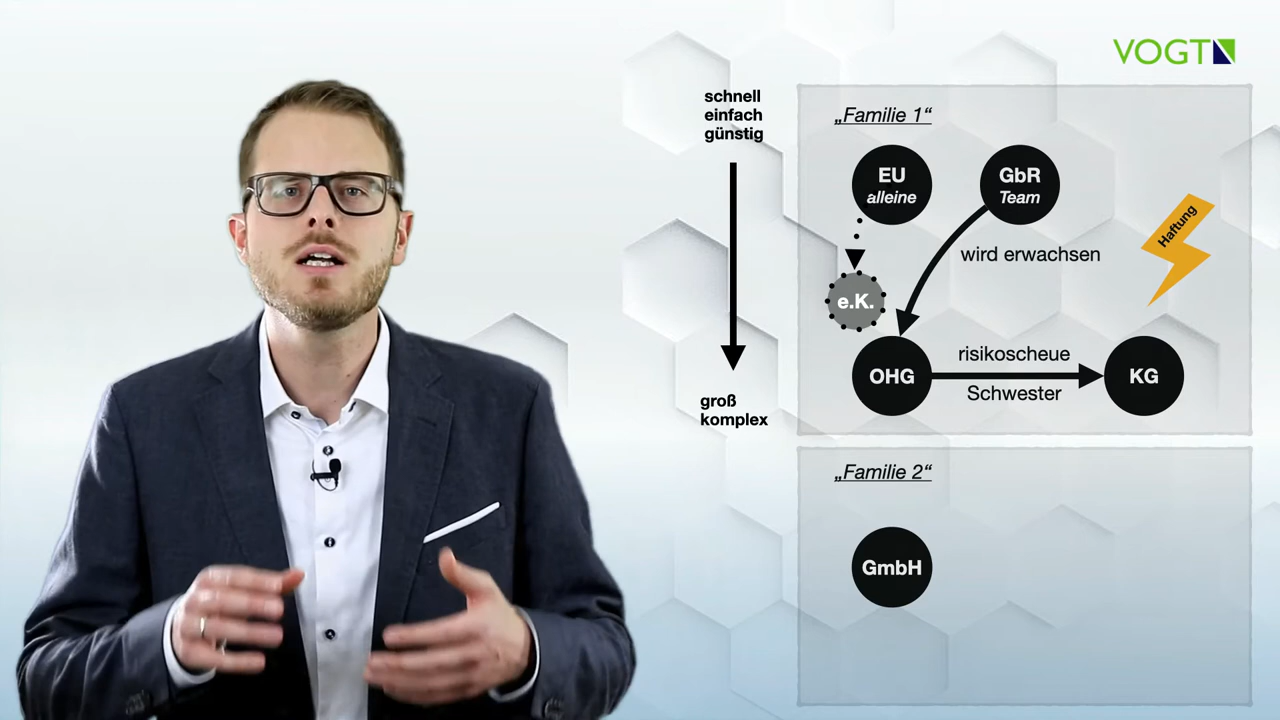 VOGT
schnell
einfach
günstig
groß
komplex
„Familie 1“
EU
alleine
GbR
Team
Haftung
wird erwachsen
e.K.
OHG
risikoscheue
Schwester
KG
„Familie 2“
GmbH